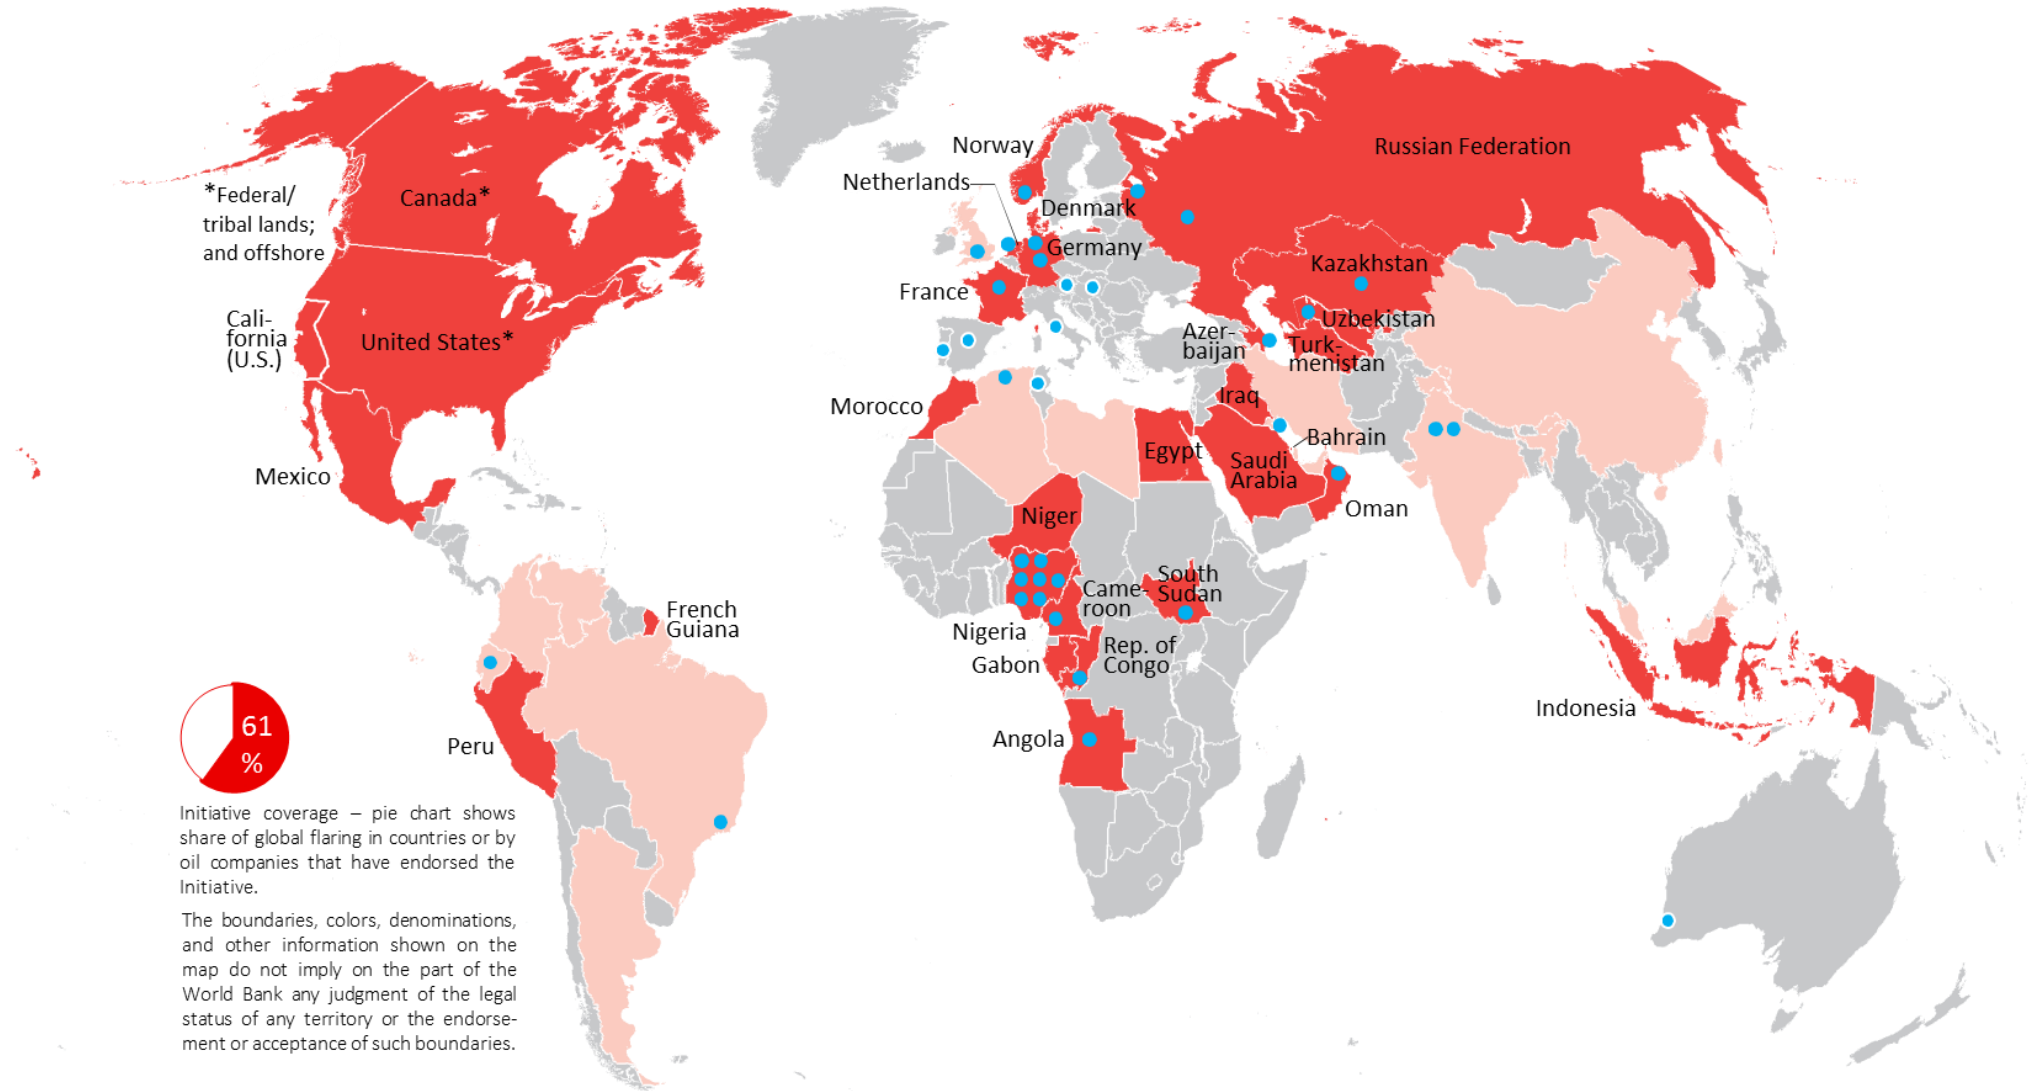 Norway
Russian Federation
Netherlands
*Federal/
tribal lands;
and offshore
Canada*
Denmark
Germany
Kazakhstan
France
Cali-
fornia
(U.S.)
United States*
Uzbekistan
Azer-
baijan
Turk-
menistan
Morocco
Iraq
Bahrain
Egypt
Saudi
Arabia
Mexico
Oman
Niger
South
Sudan
Came-
roon
French
Guiana
Nigeria
Rep. of
Congo
Gabon
Indonesia
Peru
Angola
61
%
Initiative coverage – pie chart shows
share of global flaring in countries or by
oil companies that have endorsed the
Initiative.
The boundaries, colors, denominations,
and other information shown on the
map do not imply on the part of the
World Bank any judgment of the legal
status of any territory or the endorse-
ment or acceptance of such boundaries.